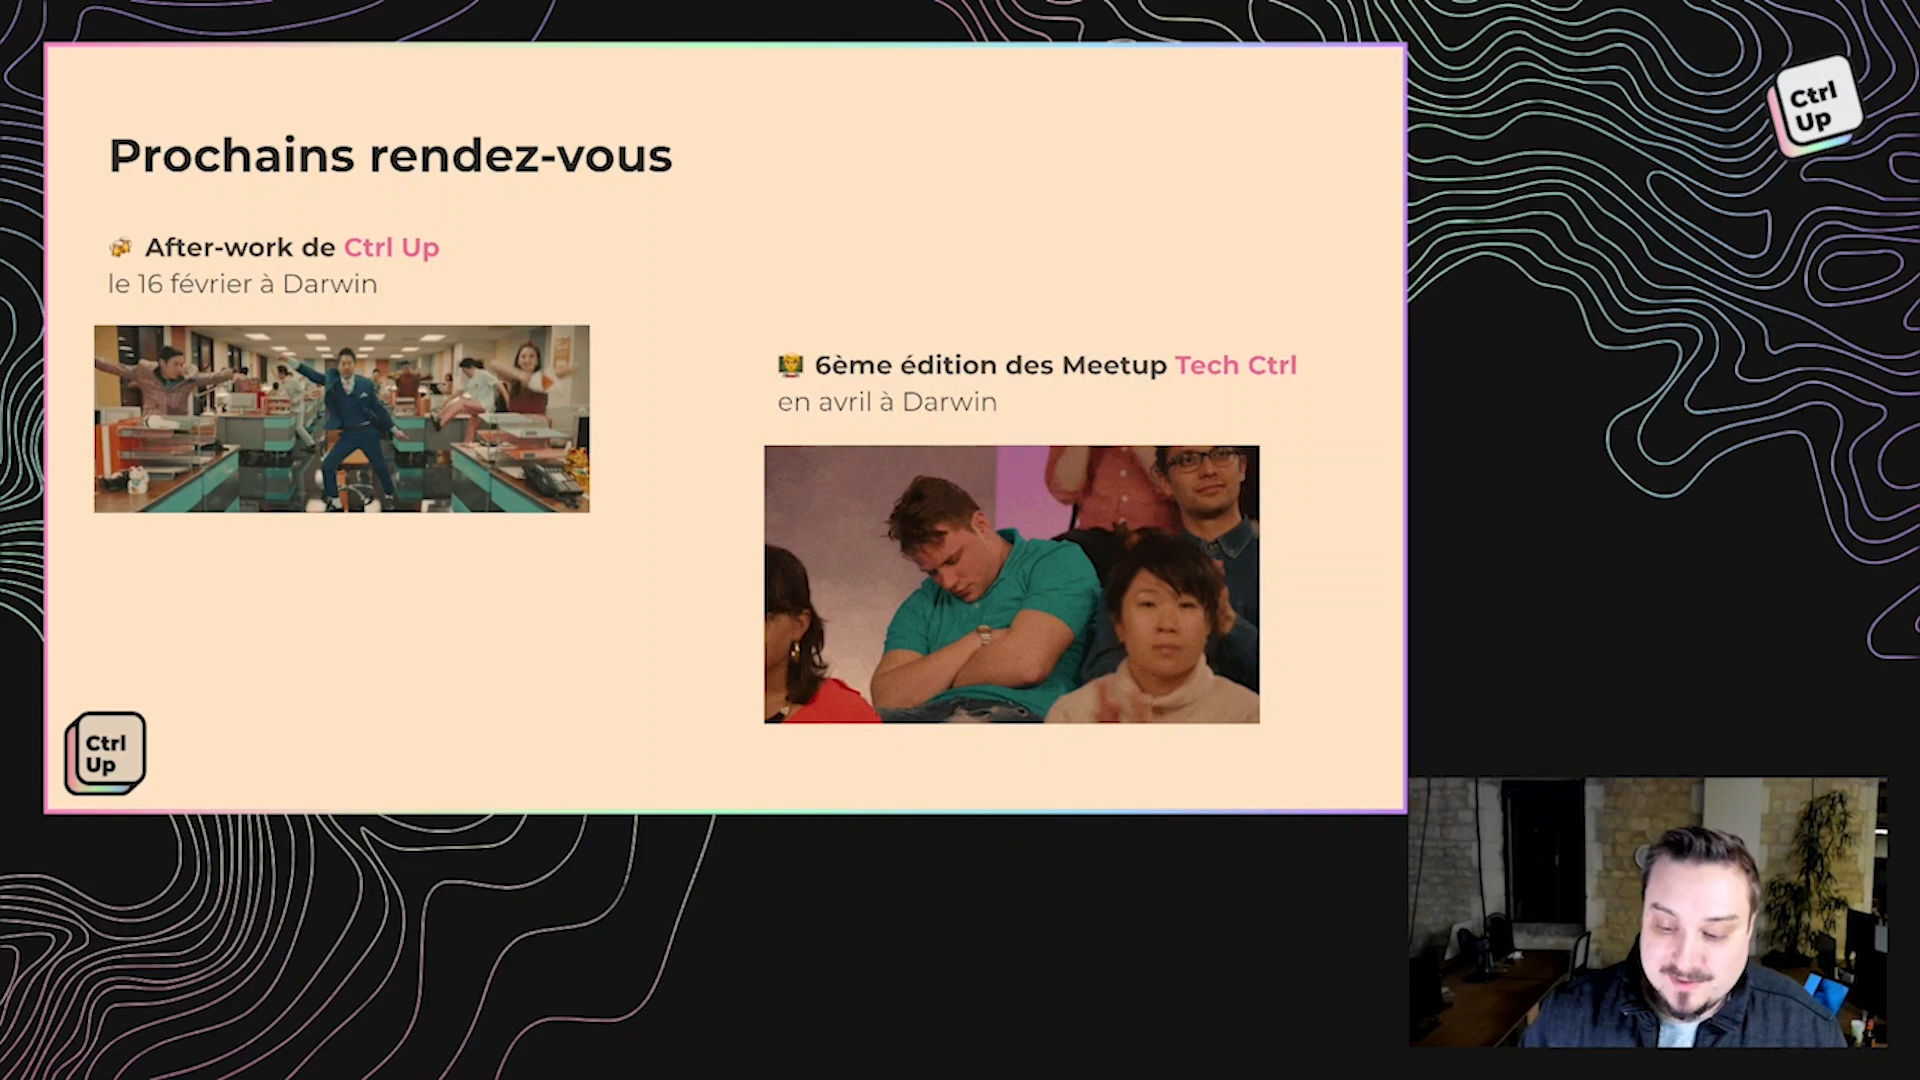 Prochains rendez-vous
After-work de Ctrl Up
le 16 février à Darwin
6ème édition des Meetup Tech Ctrl
en avril à Darwin
Ctrl
Up
Ctrl
Up